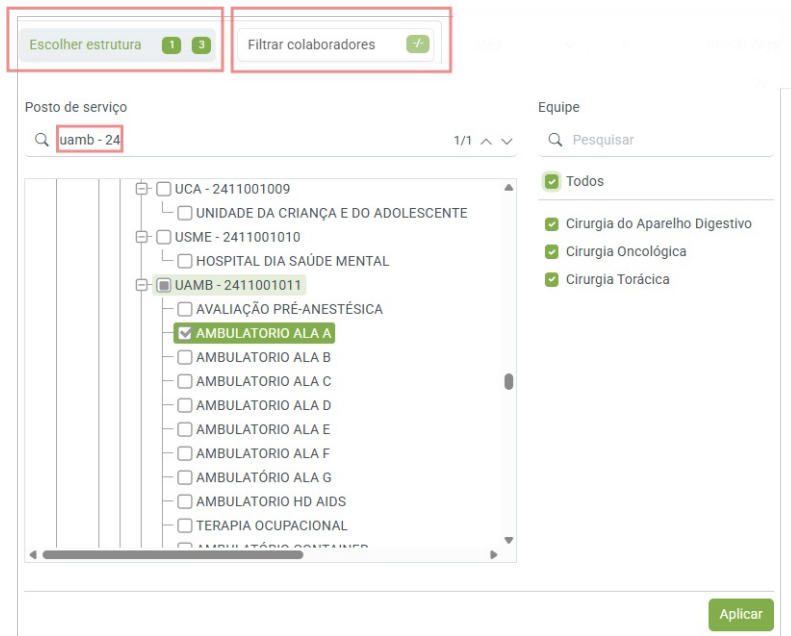 Escolher estrutura 1 3
Filtrar colaboradores -/-
Posto de serviço
uamb - 24 1/1
UCA - 2411001009
UNIDADE DA CRIANÇA E DO ADOLESCENTE
USME - 2411001010
HOSPITAL DIA SAÚDE MENTAL
UAMB - 2411001011
AVALIAÇÃO PRÉ-ANESTÉSICA
AMBULATORIO ALA A
AMBULATORIO ALA B
AMBULATORIO ALA C
AMBULATORIO ALA D
AMBULATORIO ALA E
AMBULATORIO ALA F
AMBULATÓRIO ALA G
AMBULATORIO HD AIDS
TERAPIA OCUPACIONAL
AMBULATÓRIO CONTAINER
Equipe
Pesquisar
Todos
Cirurgia do Aparelho Digestivo
Cirurgia Oncológica
Cirurgia Torácica
Aplicar